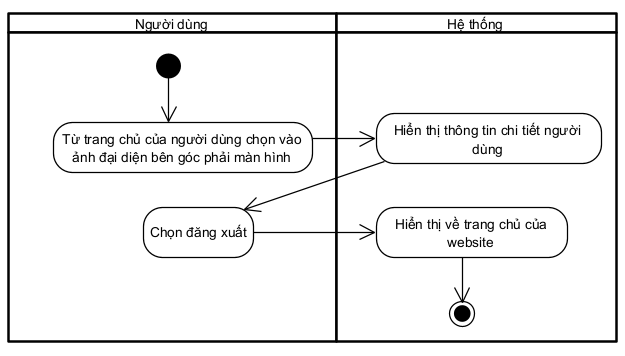 Người dùng
Hệ thống
Từ trang chủ của người dùng chọn vào
ảnh đại diện bên góc phải màn hình
Hiển thị thông tin chi tiết người
dùng
Chọn đăng xuất
Hiển thị về trang chủ của
website